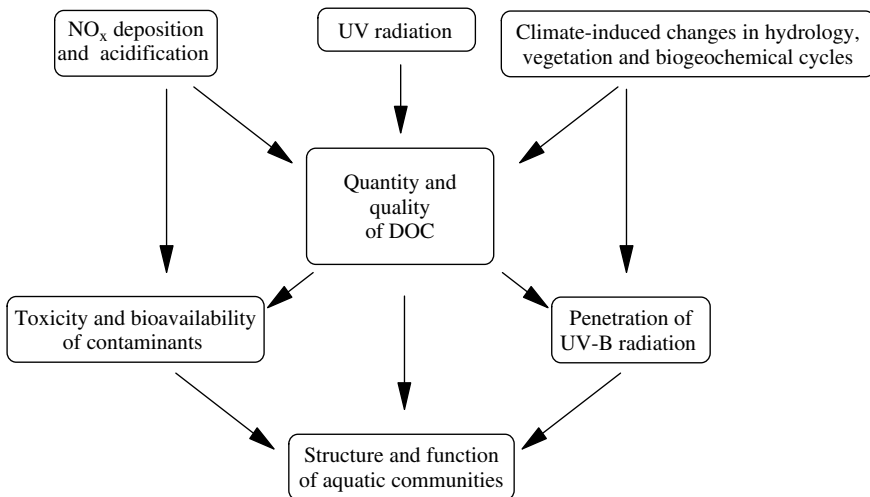 NOₓ deposition
and acidification
UV radiation
Climate-induced changes in hydrology,
vegetation and biogeochemical cycles
Quantity and
quality
of DOC
Toxicity and bioavailability
of contaminants
Penetration of
UV-B radiation
Structure and function
of aquatic communities